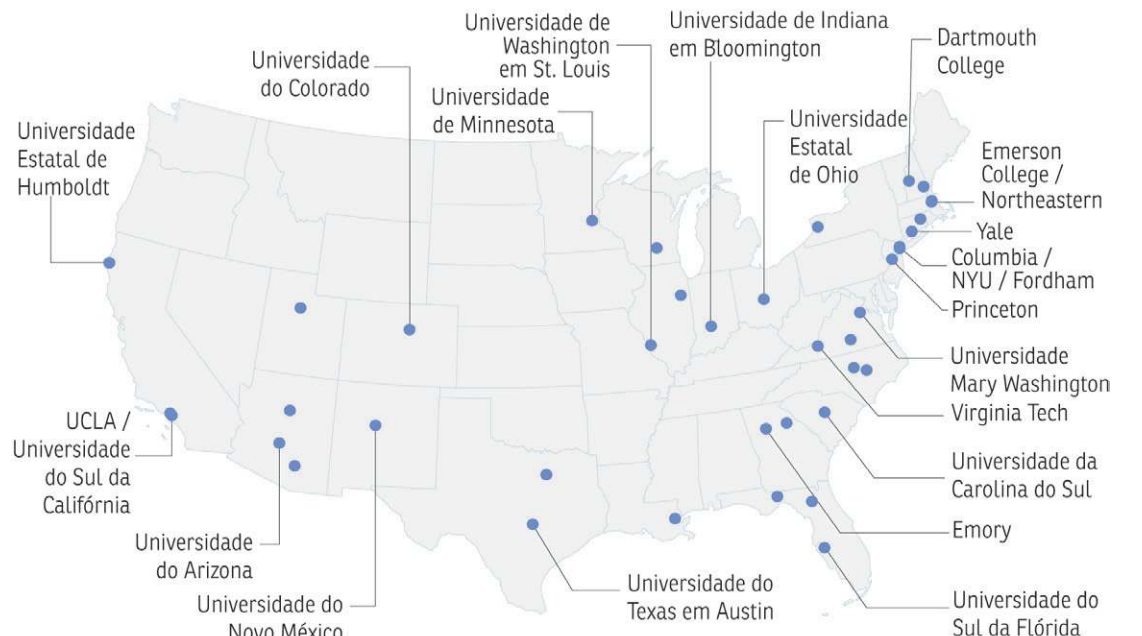 Universidade de
Washington
em St. Louis
Universidade de Indiana
em Bloomington
Dartmouth
College
Universidade
do Colorado
Universidade
de Minnesota
Universidade
Estatal
de Ohio
Universidade
Estatal de
Humboldt
Emerson
College /
Northeastern
Yale
Columbia /
NYU / Fordham
Princeton
Universidade
Mary Washington
Virginia Tech
UCLA /
Universidade
do Sul da
Califórnia
Universidade da
Carolina do Sul
Emory
Universidade
do Arizona
Universidade do
Texas em Austin
Universidade do
Novo México
Universidade do
Sul da Flórida